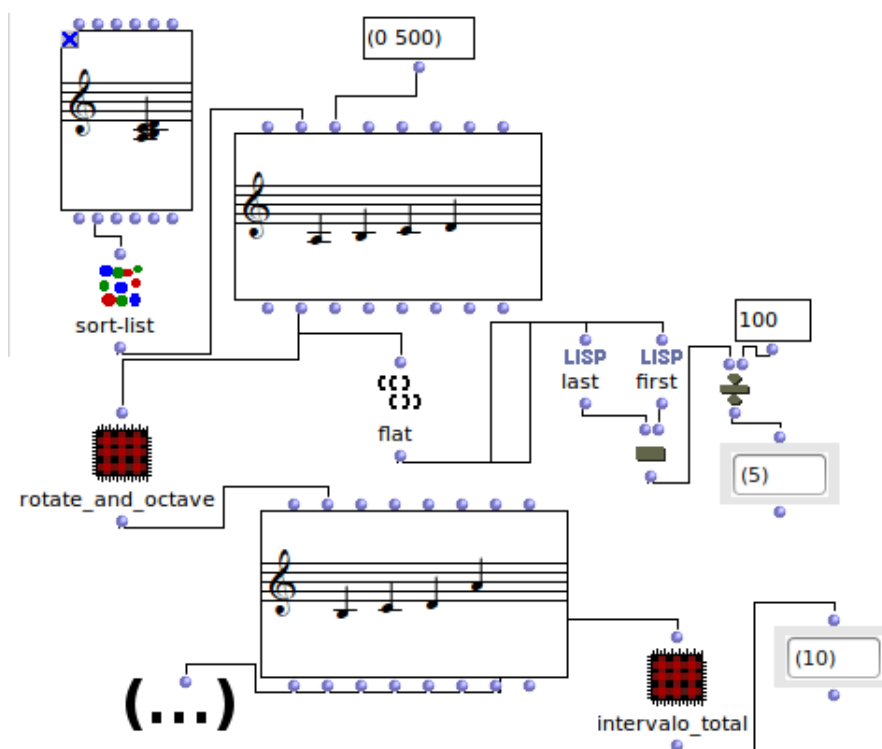 (0 500)
sort-list
100
LISP LISP
last first
flat
(5)
rotate_and_octave
(10)
(...)
intervalo_total